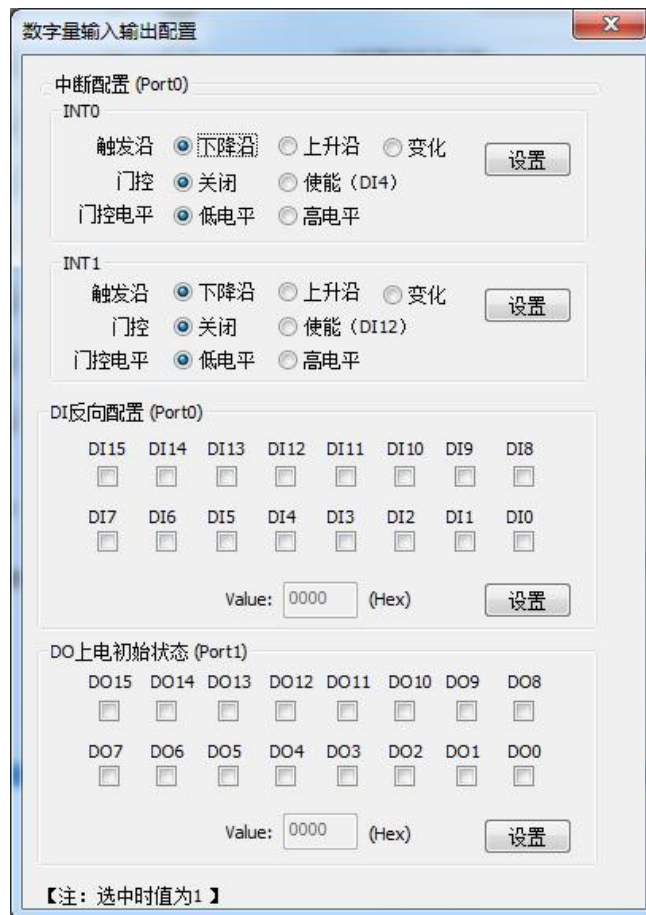 数字量输入输出配置
中断配置 (Port0)
INT0
触发沿 下降沿 上升沿 变化 设置
门控 关闭 使能（DI4）
门控电平 低电平 高电平
INT1
触发沿 下降沿 上升沿 变化 设置
门控 关闭 使能（DI12）
门控电平 低电平 高电平
DI反向配置 (Port0)
DI15 DI14 DI13 DI12 DI11 DI10 DI9 DI8
DI7 DI6 DI5 DI4 DI3 DI2 DI1 DI0
Value: 0000 (Hex) 设置
DO上电初始状态 (Port1)
DO15 DO14 DO13 DO12 DO11 DO10 DO9 DO8
DO7 DO6 DO5 DO4 DO3 DO2 DO1 DO0
Value: 0000 (Hex) 设置
【注：选中时值为1 】